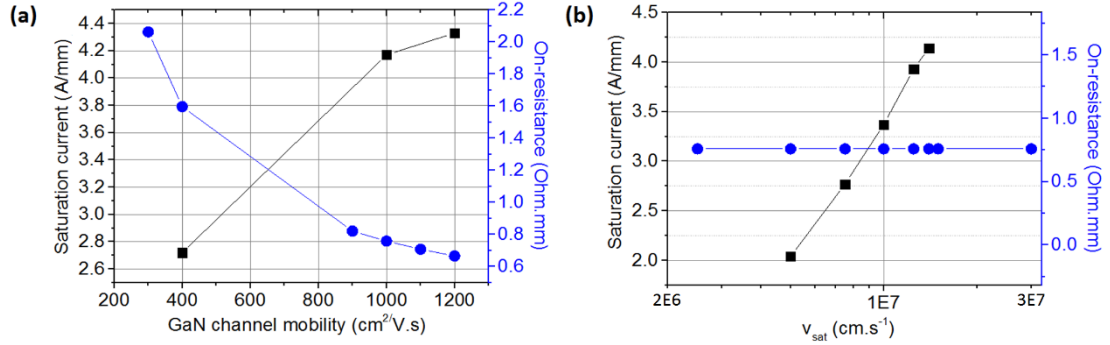 (a)
Saturation current (A/mm)
4.4
4.2
4.0
3.8
3.6
3.4
3.2
3.0
2.8
2.6
200 400 600 800 1000 1200
GaN channel mobility (cm²/V.s)
2.2
2.0
1.8
1.6
1.4
1.2
1.0
0.8
0.6
On-resistance (Ohm.mm)
(b)
Saturation current (A/mm)
4.5
4.0
3.5
3.0
2.5
2.0
2E6 1E7 3E7
v_sat (cm.s⁻¹)
1.5
1.0
0.5
0.0
On-resistance (Ohm.mm)